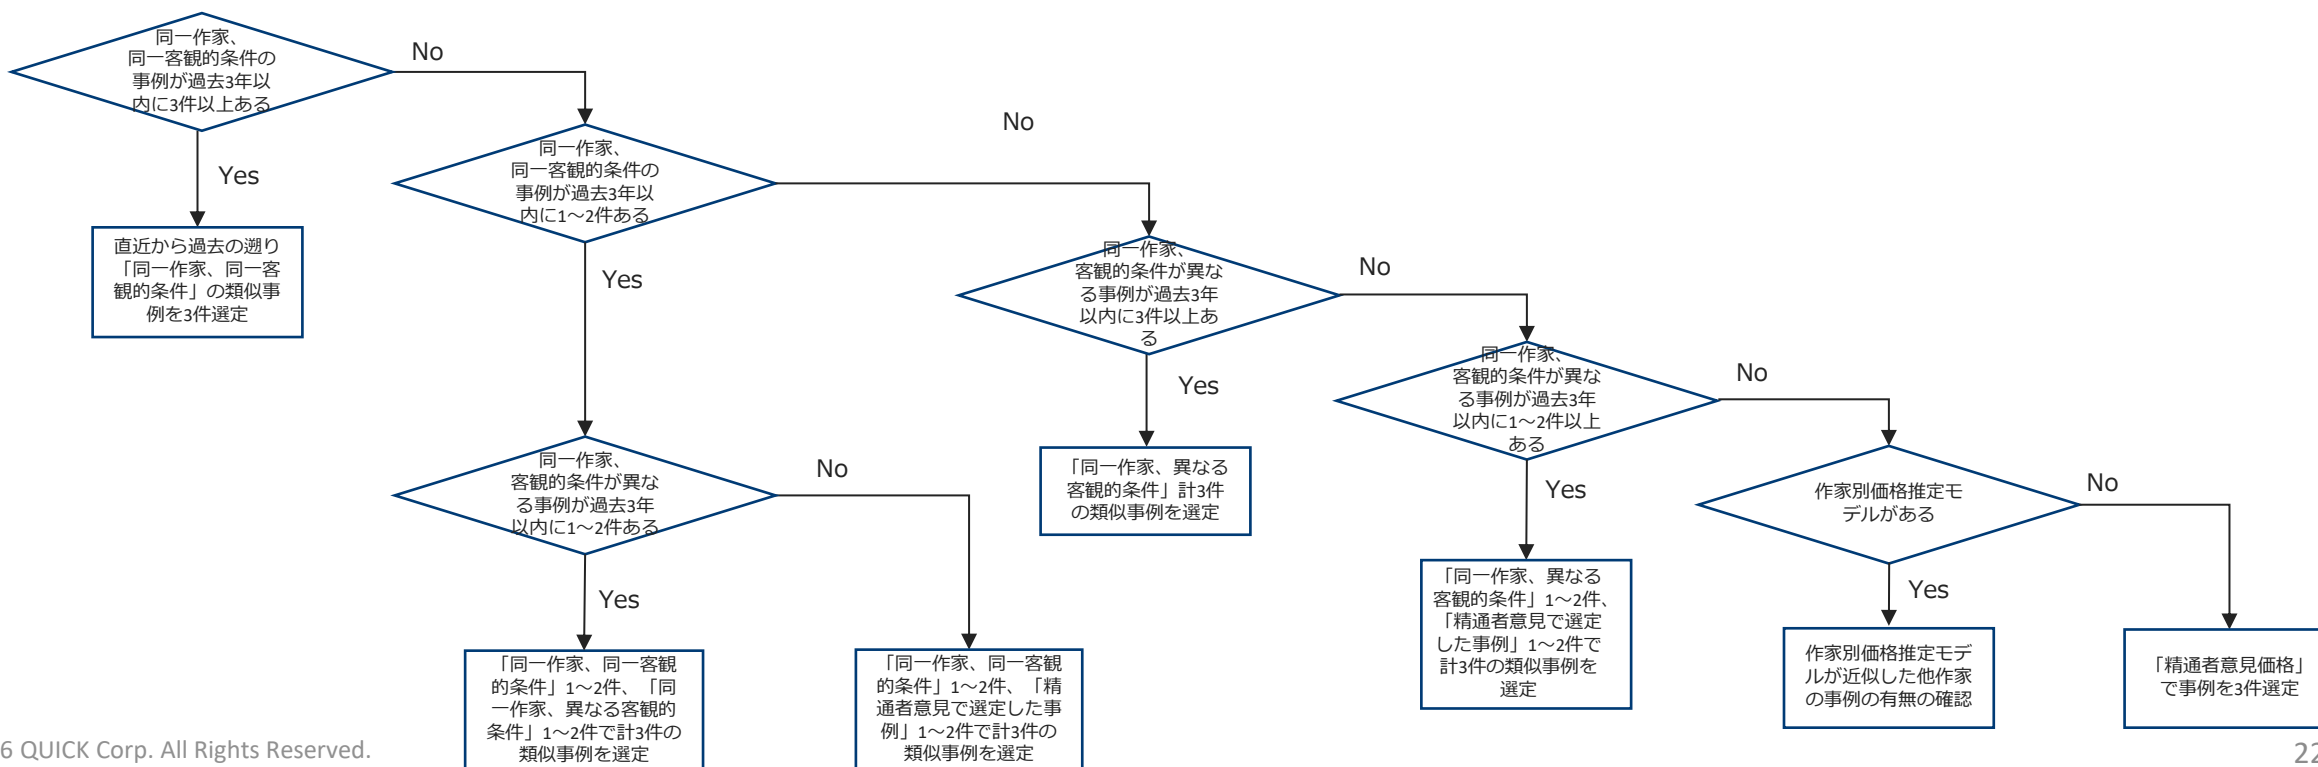 同一作家、
同一客観的条件の
事例が過去3年以
内に3件以上ある
No
Yes
直近から過去の遡り
「同一作家、同一客
観的条件」の類似事
例を3件選定
同一作家、
同一客観的条件の
事例が過去3年以
内に1～2件ある
No
Yes
同一作家、
客観的条件が異な
る事例が過去3年
以内に1～2件ある
No
Yes
「同一作家、同一客観
的条件」1～2件、「同
一作家、異なる客観的
条件」1～2件で計3件の
類似事例を選定
「同一作家、同一客観
的条件」1～2件、「精
通者意見で選定した事
例」1～2件で計3件の
類似事例を選定
同一作家、
客観的条件が異な
る事例が過去3年
以内に3件以上あ
る
No
Yes
「同一作家、異なる
客観的条件」計3件
の類似事例を選定
同一作家、
客観的条件が異な
る事例が過去3年
以内に1～2件以上
ある
No
Yes
「同一作家、異なる
客観的条件」1～2件、
「精通者意見で選定
した事例」1～2件で
計3件の類似事例を
選定
作家別価格推定モ
デルがある
No
Yes
作家別価格推定モデ
ルが近似した他作家
の事例の有無の確認
「精通者意見価格」
で事例を3件選定
6 QUICK Corp. All Rights Reserved.
22